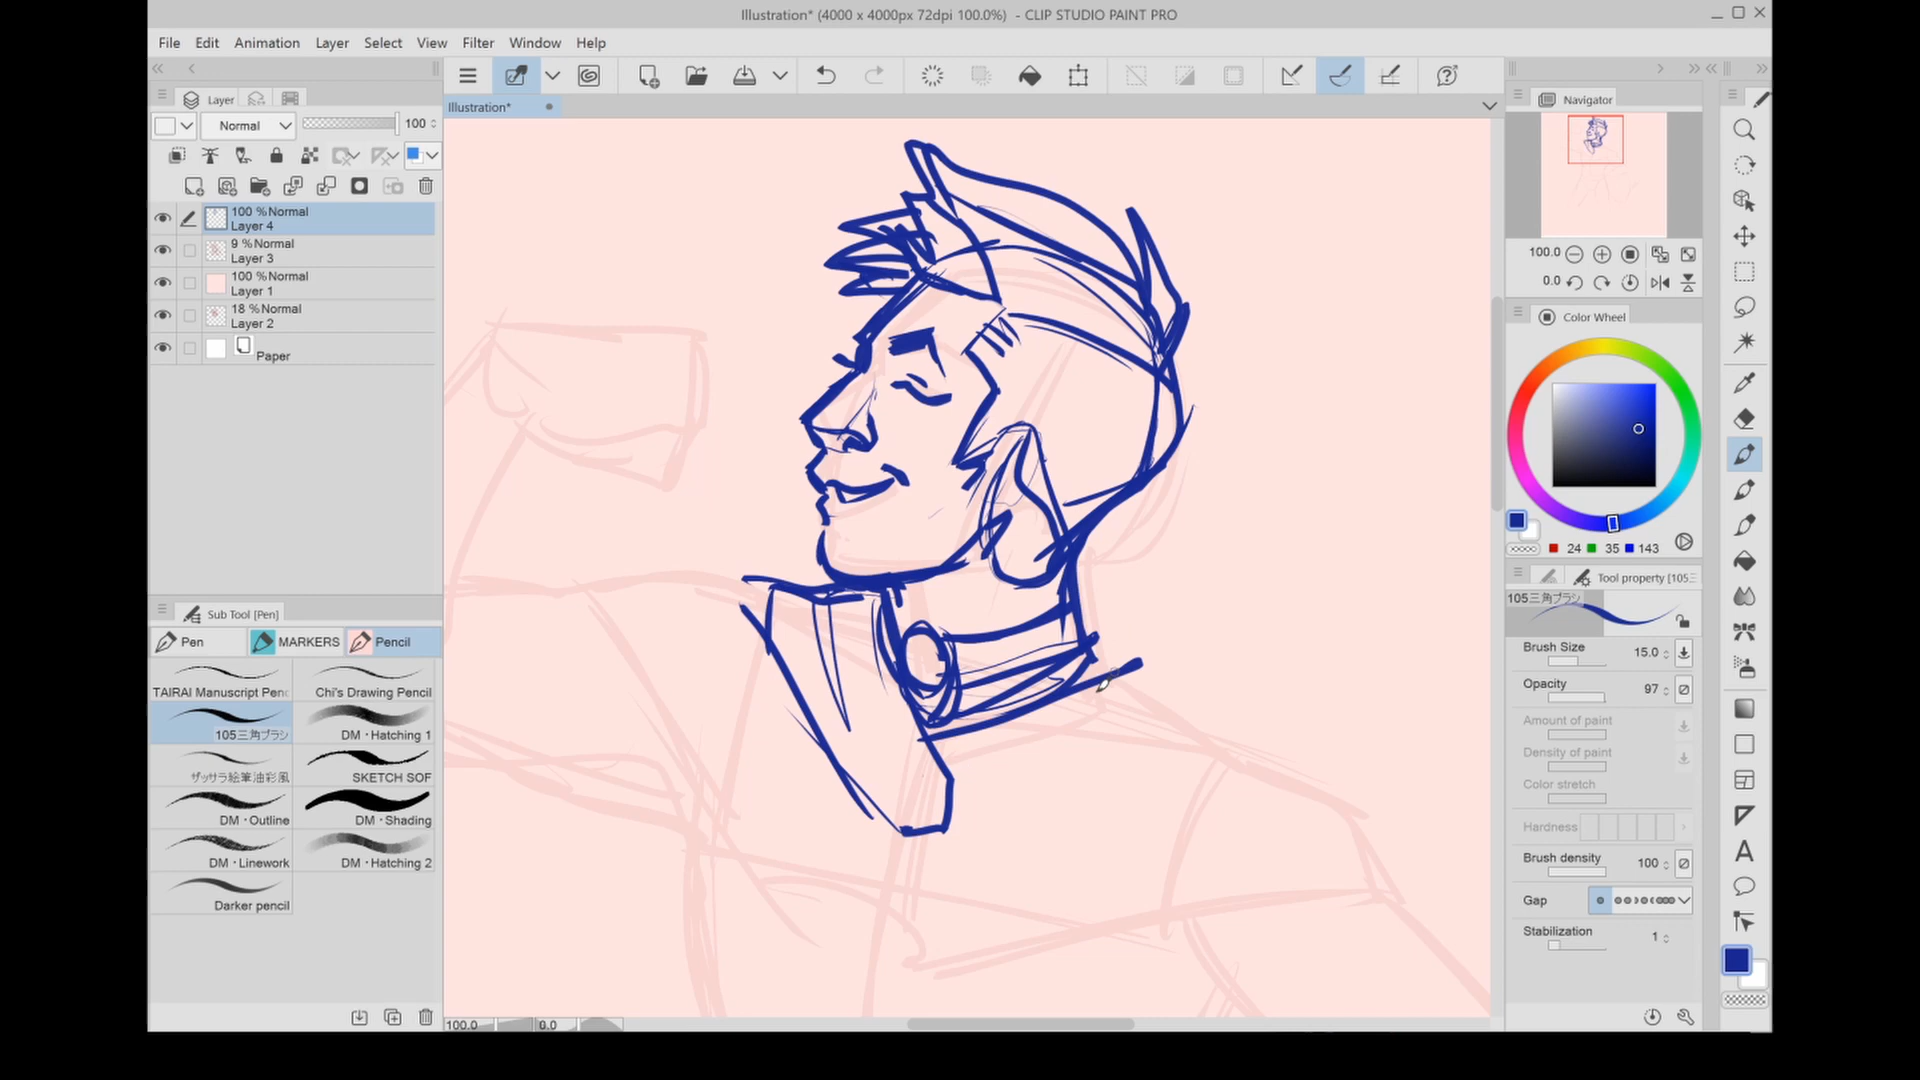 Illustration* (4000 x 4000px 72dpi 100.0%) - CLIP STUDIO PAINT PRO
File Edit Animation Layer Select View Filter Window Help
Illustration*
Layer
Normal 100
100 %Normal
Layer 4
9 %Normal
Layer 3
100 %Normal
Layer 1
18 %Normal
Layer 2
Paper
Sub Tool [Pen]
Pen MARKERS Pencil
TAIRAI Manuscript Chi's Drawing Pencil
105三角ブラシ DM・Hatching 1
ザッサラ絵筆油彩風 SKETCH SOF
DM・Outline DM・Shading
DM・Linework DM・Hatching 2
Darker pencil
100.0 0.0
Navigator
100.0
0.0
Color Wheel
24 35 143
Tool property [105三
105三角ブラシ
Brush Size 15.0
Opacity 97
Amount of paint
Density of paint
Color stretch
Hardness
Brush density 100
Gap
Stabilization 1